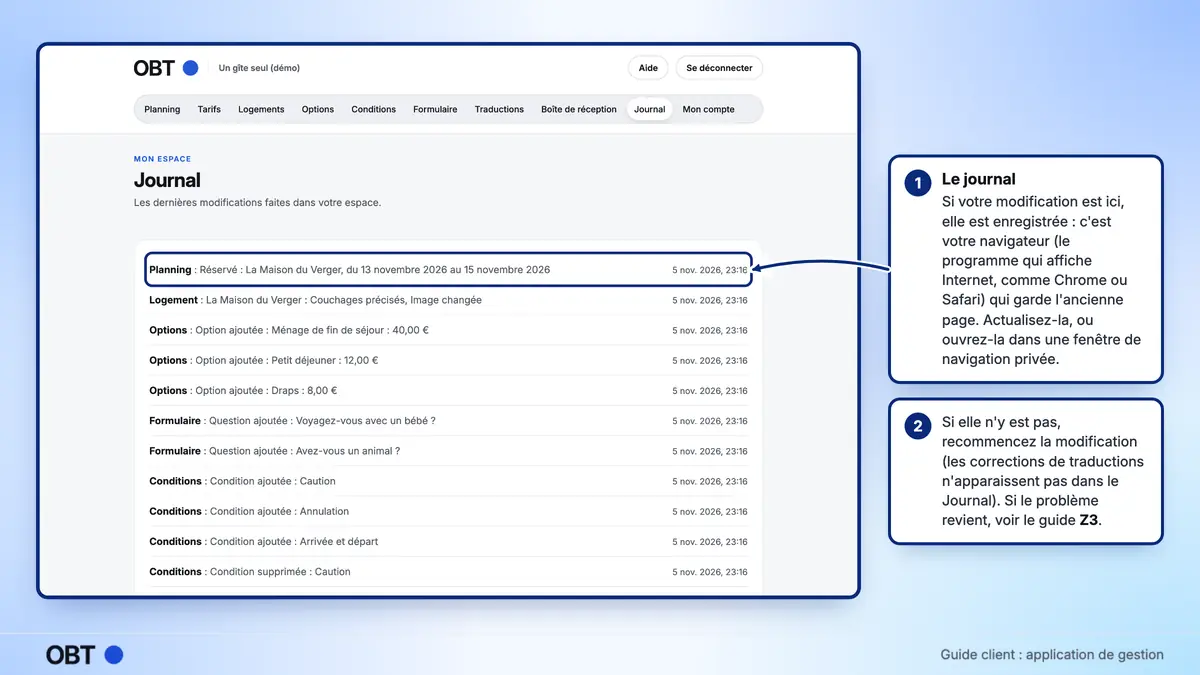 OBT
Un gîte seul (démo)
Aide
Se déconnecter
Planning
Tarifs
Logements
Options
Conditions
Formulaire
Traductions
Boîte de réception
Journal
Mon compte
MON ESPACE
Journal
Les dernières modifications faites dans votre espace.
Planning : Réservé : La Maison du Verger, du 13 novembre 2026 au 15 novembre 2026 5 nov. 2026, 23:16
Logement : La Maison du Verger : Couchages précisés, Image changée 5 nov. 2026, 23:16
Options : Option ajoutée : Ménage de fin de séjour : 40,00 € 5 nov. 2026, 23:16
Options : Option ajoutée : Petit déjeuner : 12,00 € 5 nov. 2026, 23:16
Options : Option ajoutée : Draps : 8,00 € 5 nov. 2026, 23:16
Formulaire : Question ajoutée : Voyagez-vous avec un bébé ? 5 nov. 2026, 23:16
Formulaire : Question ajoutée : Avez-vous un animal ? 5 nov. 2026, 23:16
Conditions : Condition ajoutée : Caution 5 nov. 2026, 23:16
Conditions : Condition ajoutée : Annulation 5 nov. 2026, 23:16
Conditions : Condition ajoutée : Arrivée et départ 5 nov. 2026, 23:16
Conditions : Condition supprimée : Caution 5 nov. 2026, 23:16
1 Le journal
Si votre modification est ici,
elle est enregistrée : c'est
votre navigateur (le
programme qui affiche
Internet, comme Chrome ou
Safari) qui garde l'ancienne
page. Actualisez-la, ou
ouvrez-la dans une fenêtre de
navigation privée.
2 Si elle n'y est pas,
recommencez la modification
(les corrections de traductions
n'apparaissent pas dans le
Journal). Si le problème
revient, voir le guide Z3.
OBT
Guide client : application de gestion